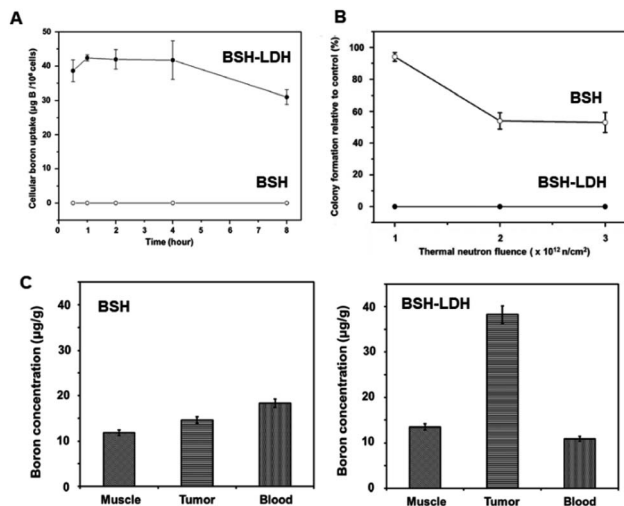 A
Cellular boron uptake (µg B /10⁶ cells)
50
40
30
20
10
0
BSH-LDH
BSH
0 1 2 3 4 5 6 7 8
Time (hour)
B
Colony formation relative to control (%)
100
80
60
40
20
0
BSH
BSH-LDH
1 2 3
Thermal neutron fluence ( x 10¹² n/cm²)
C
Boron concentration (µg/g)
40
30
20
10
0
BSH
Muscle Tumor Blood
Boron concentration (µg/g)
40
30
20
10
0
BSH-LDH
Muscle Tumor Blood